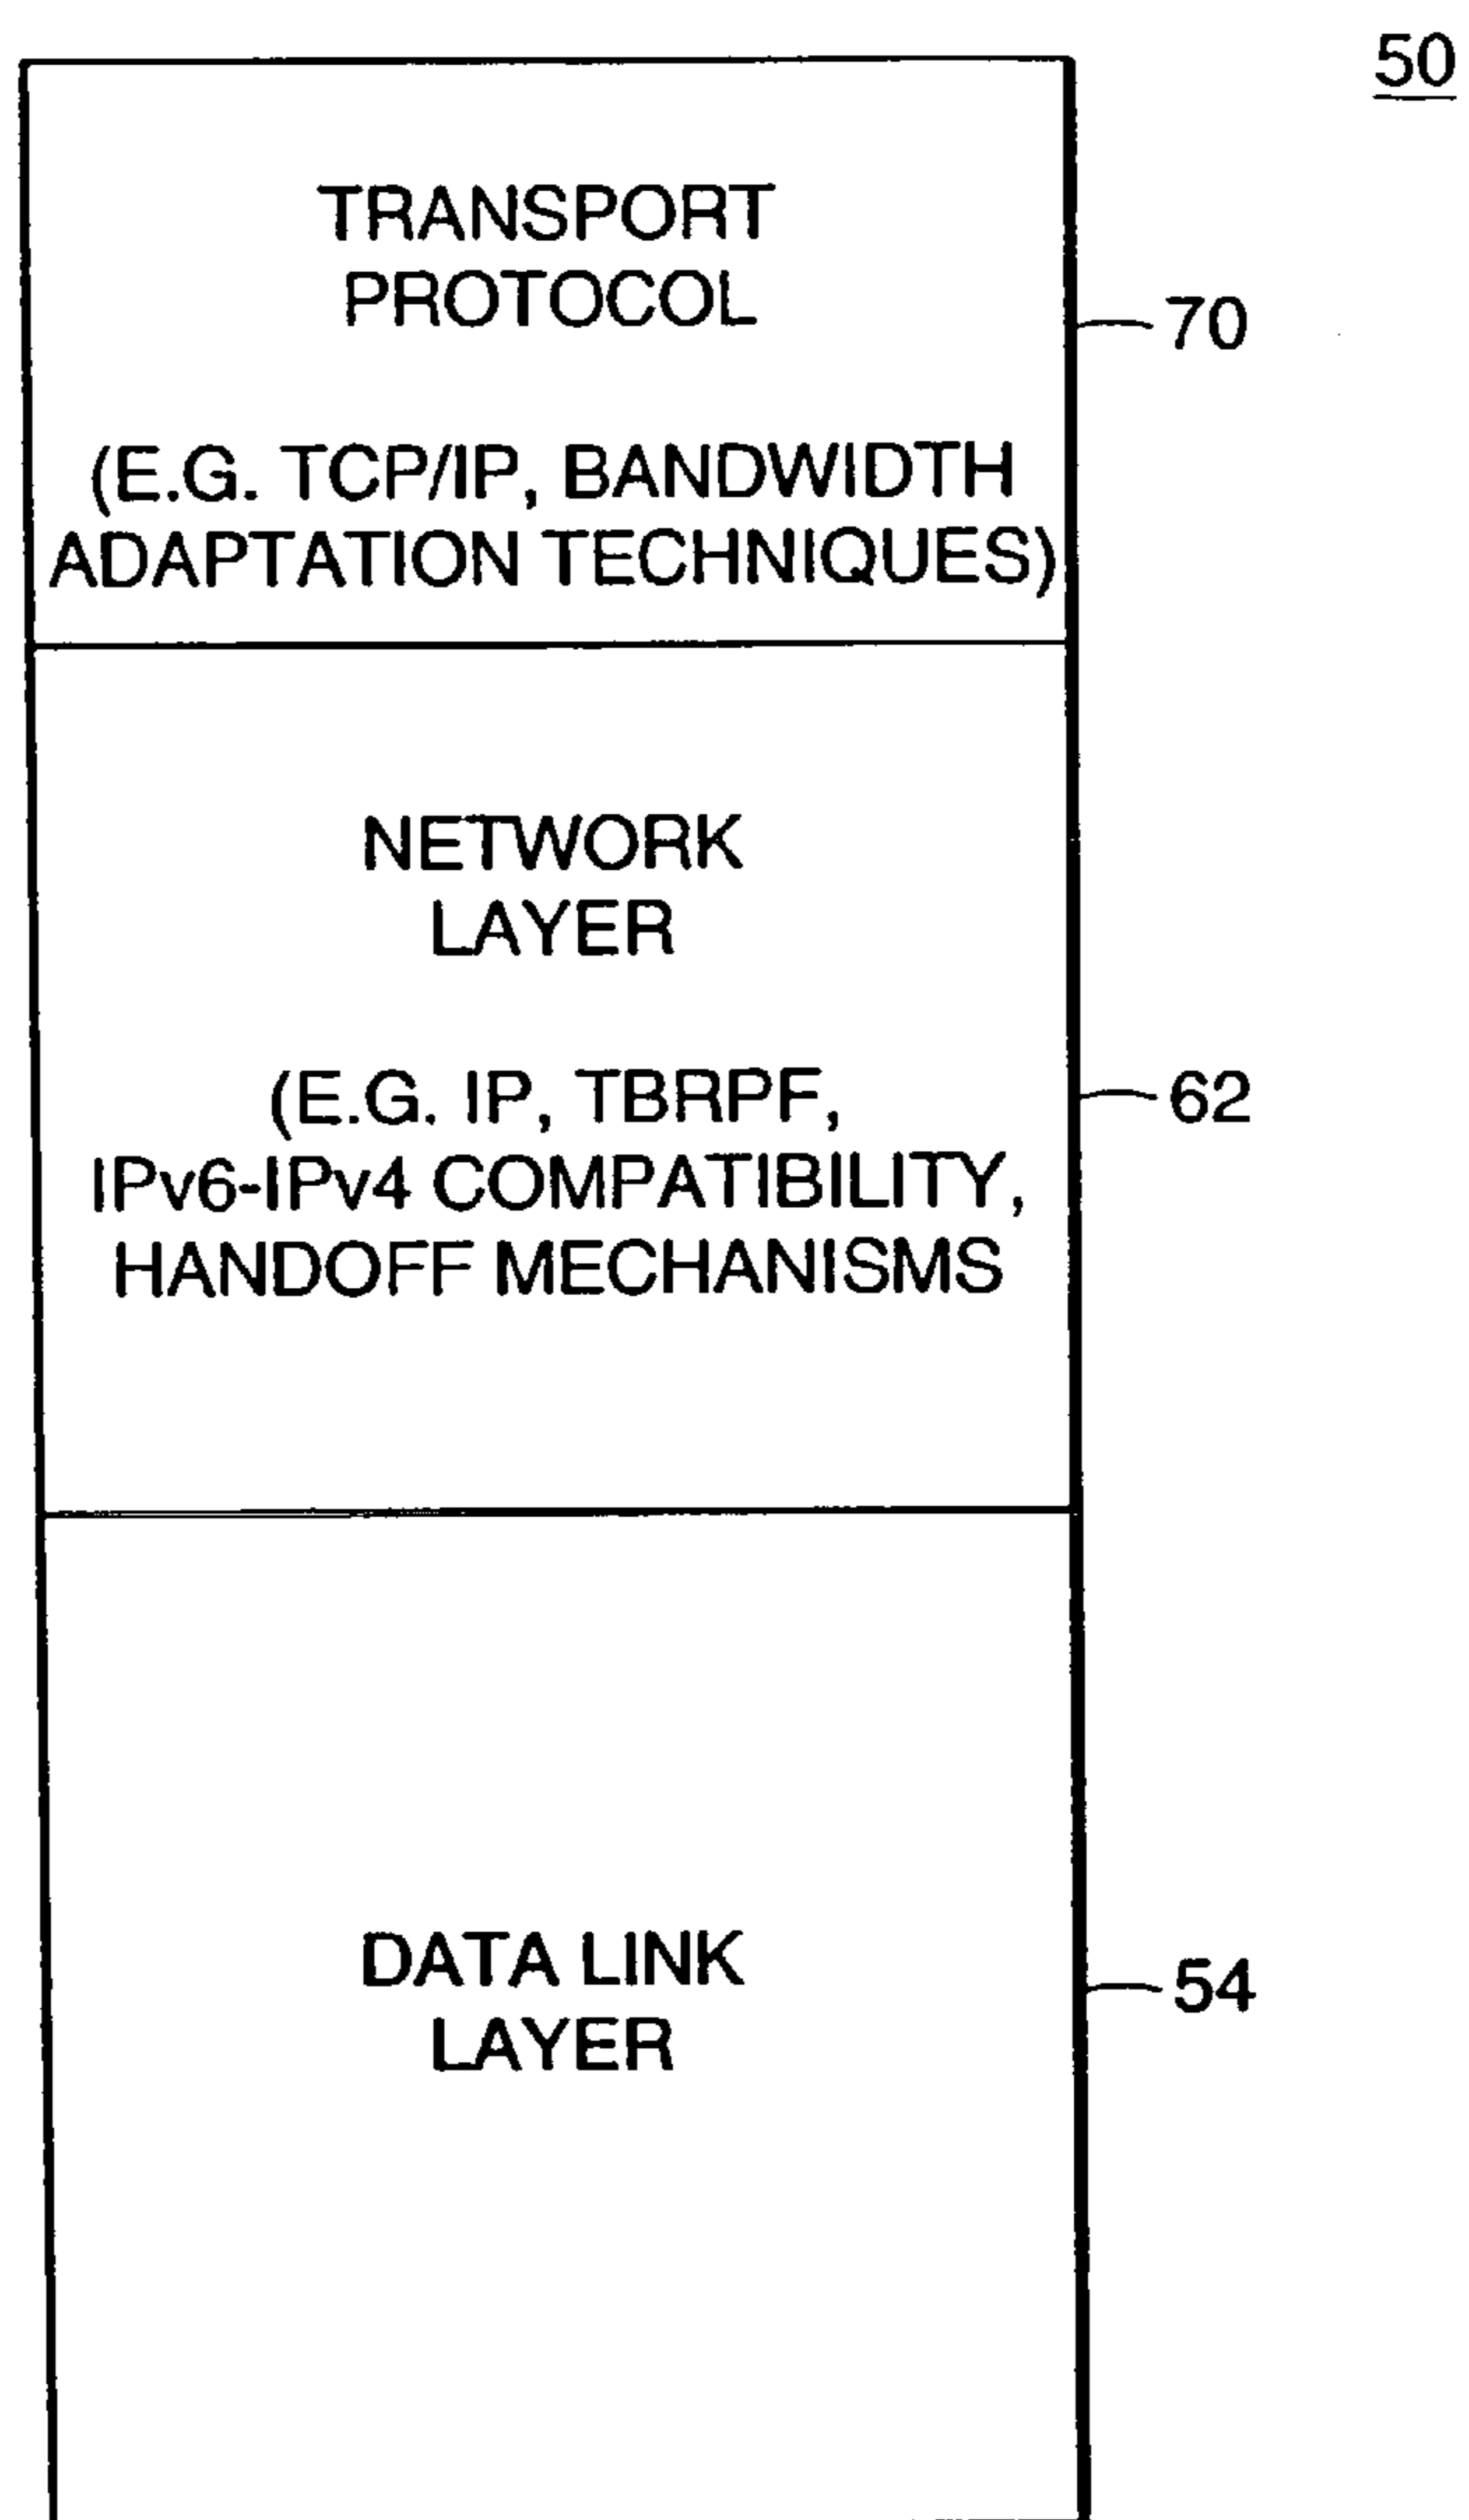 50
TRANSPORT
PROTOCOL
70
(E.G. TCP/IP, BANDWIDTH
ADAPTATION TECHNIQUES)
NETWORK
LAYER
(E.G. IP, TBRPF,
62
IPv6-IPv4 COMPATIBILITY,
HANDOFF MECHANISMS
DATA LINK
54
LAYER